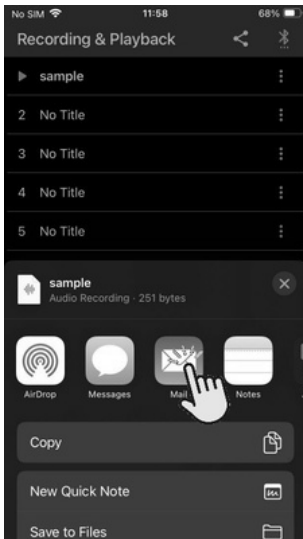 No SIM 11:58 68%
Recording & Playback
sample
2 No Title
3 No Title
4 No Title
5 No Title
sample
Audio Recording · 251 bytes
AirDrop Messages Mail Notes
Copy
New Quick Note
Save to Files